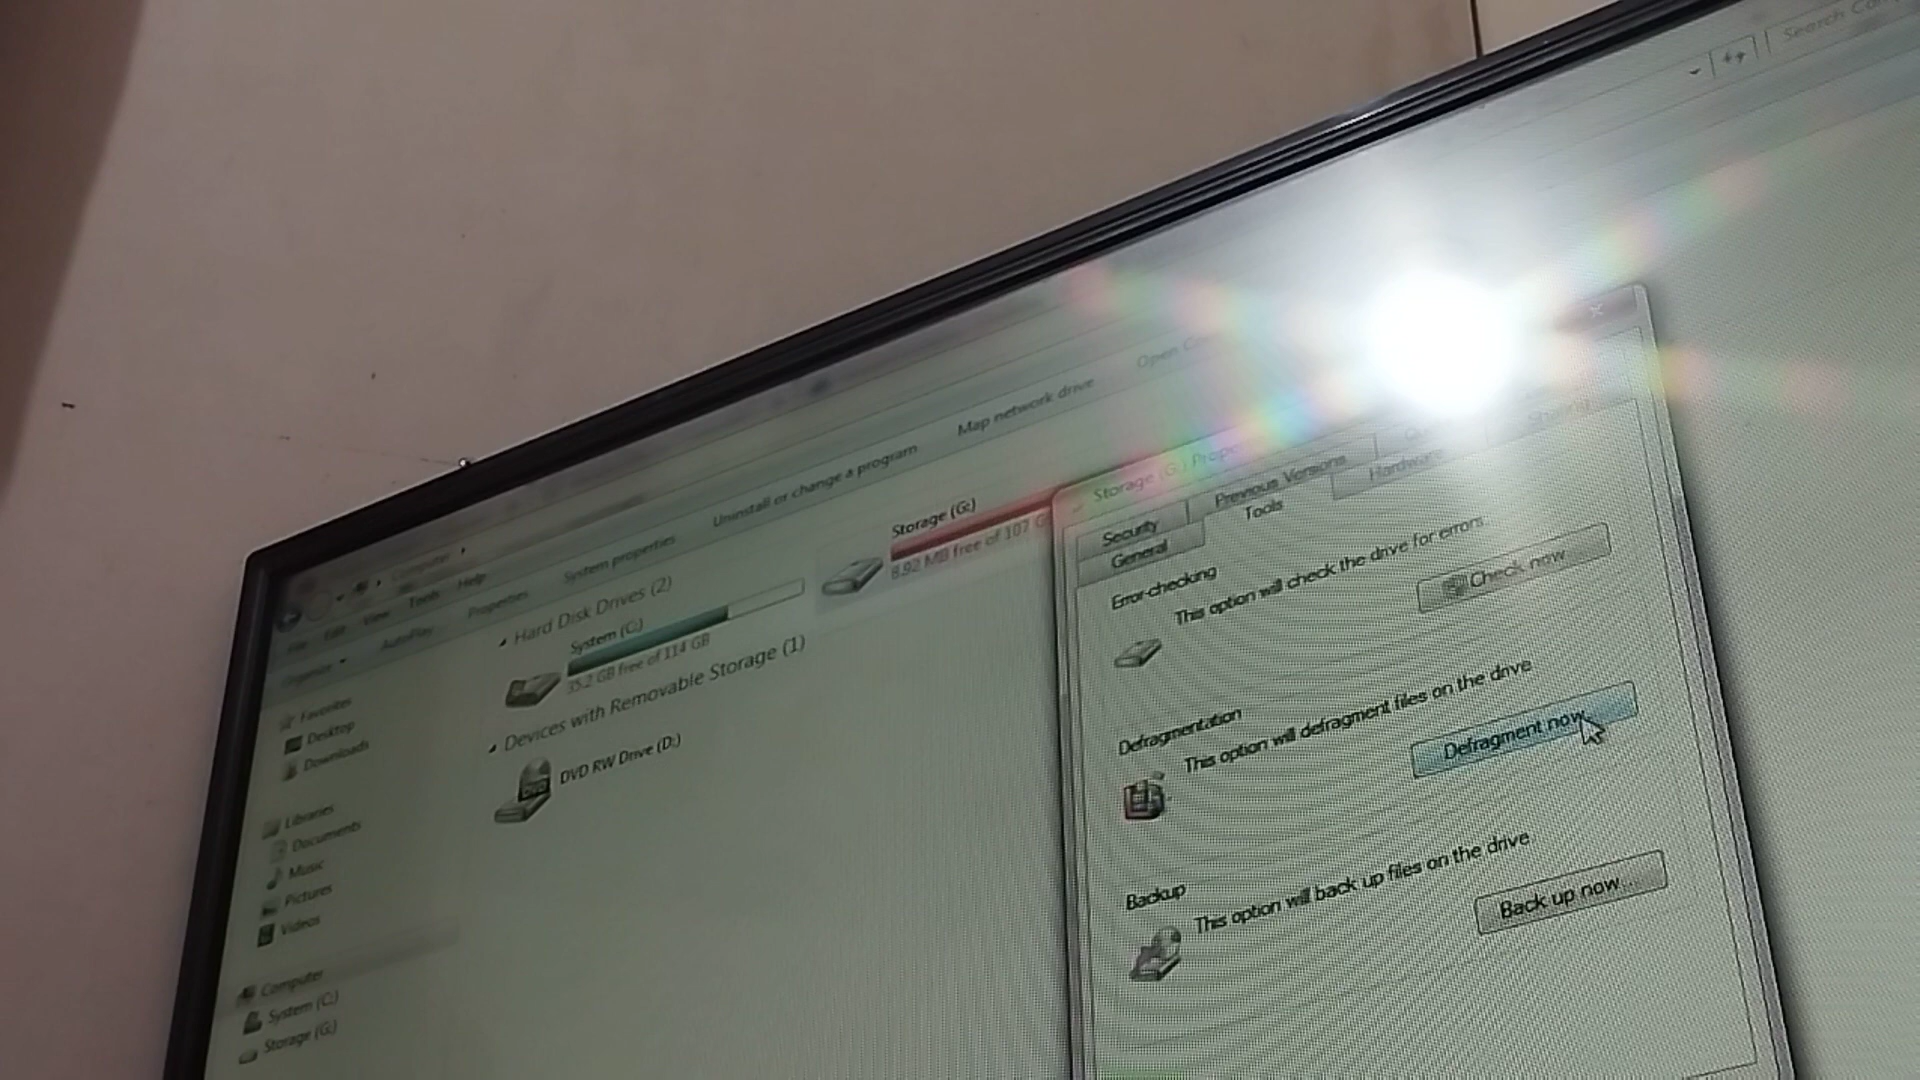 Search
Computer
File Edit View Tools Help
AutoPlay Properties System properties Uninstall or change a program Map network drive Open
Favorites
Desktop
Downloads
Libraries
Documents
Music
Pictures
Videos
Computer
System (C:)
Storage (G:)
Hard Disk Drives (2)
System (C:)
35.2 GB free of 114 GB
Storage (G:)
8.92 MB free of 107
Devices with Removable Storage (1)
DVD RW Drive (D:)
DVD
Storage (G:)
Security Previous Versions
General Tools Hardware Sharing
Error-checking
This option will check the drive for errors.
Check now...
Defragmentation
This option will defragment files on the drive
Defragment now...
Backup
This option will back up files on the drive.
Back up now...